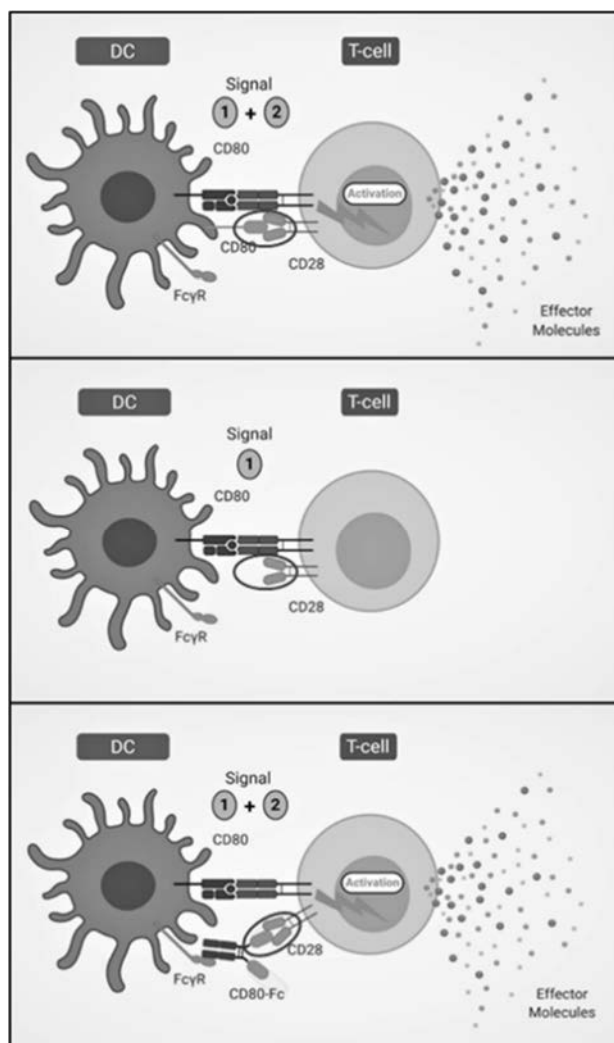 DC T-cell
Signal
1 + 2
CD80
Activation
CD80
CD28
FcγR
Effector
Molecules
DC T-cell
Signal
1
CD80
CD28
FcγR
DC T-cell
Signal
1 + 2
CD80
Activation
CD28
FcγR
CD80-Fc
Effector
Molecules